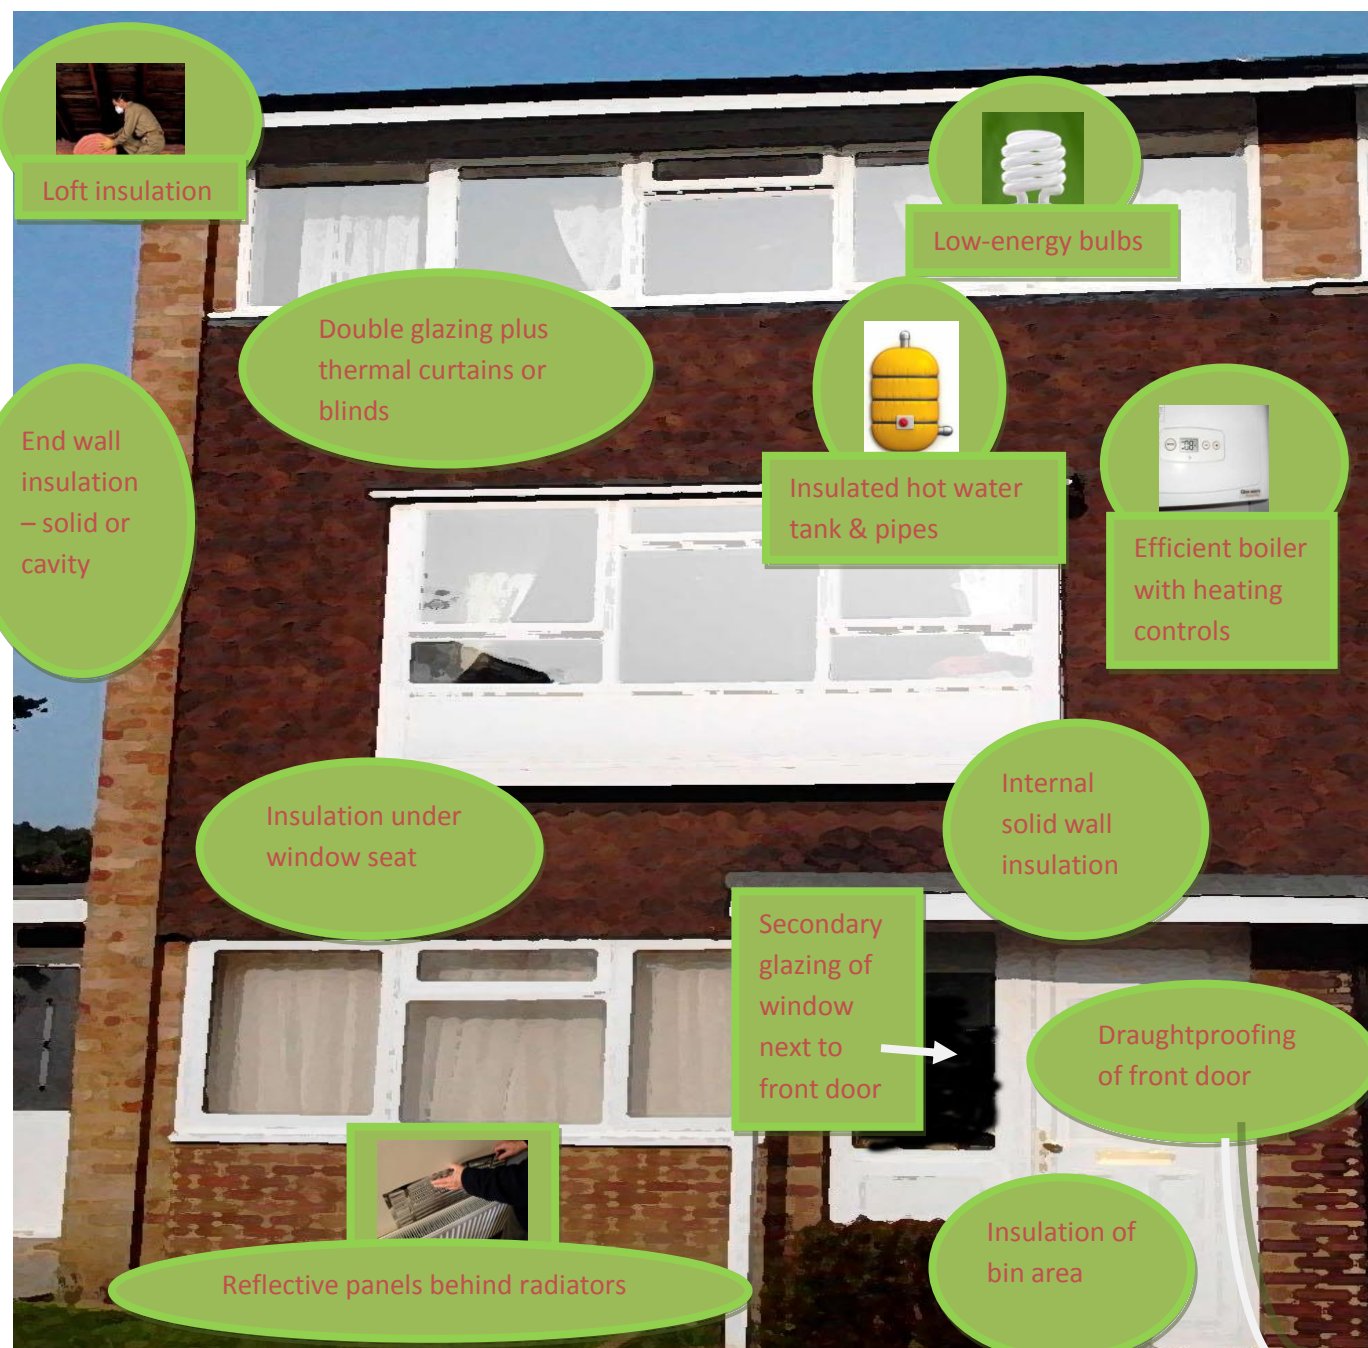 Loft insulation
Low-energy bulbs
Double glazing plus
thermal curtains or
blinds
End wall
insulation
– solid or
cavity
Insulated hot water
tank & pipes
Efficient boiler
with heating
controls
Insulation under
window seat
Internal
solid wall
insulation
Secondary
glazing of
window
next to
front door
Draughtproofing
of front door
Insulation of
bin area
Reflective panels behind radiators